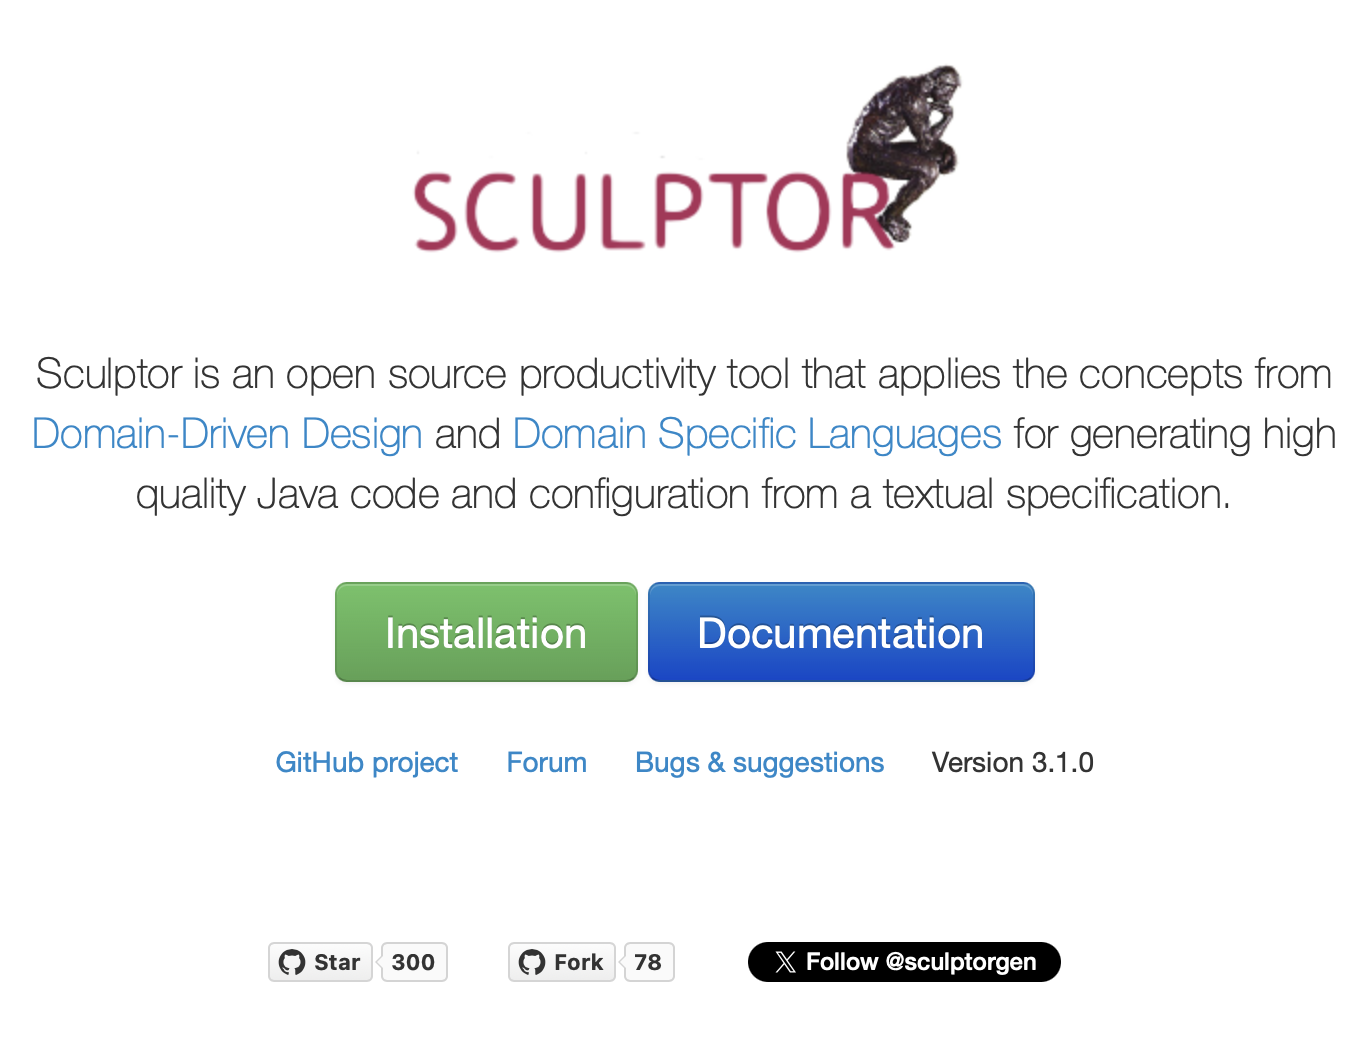 SCULPTOR
Sculptor is an open source productivity tool that applies the concepts from
Domain-Driven Design and Domain Specific Languages for generating high
quality Java code and configuration from a textual specification.
Installation Documentation
GitHub project Forum Bugs & suggestions Version 3.1.0
Star 300 Fork 78 Follow @sculptorgen